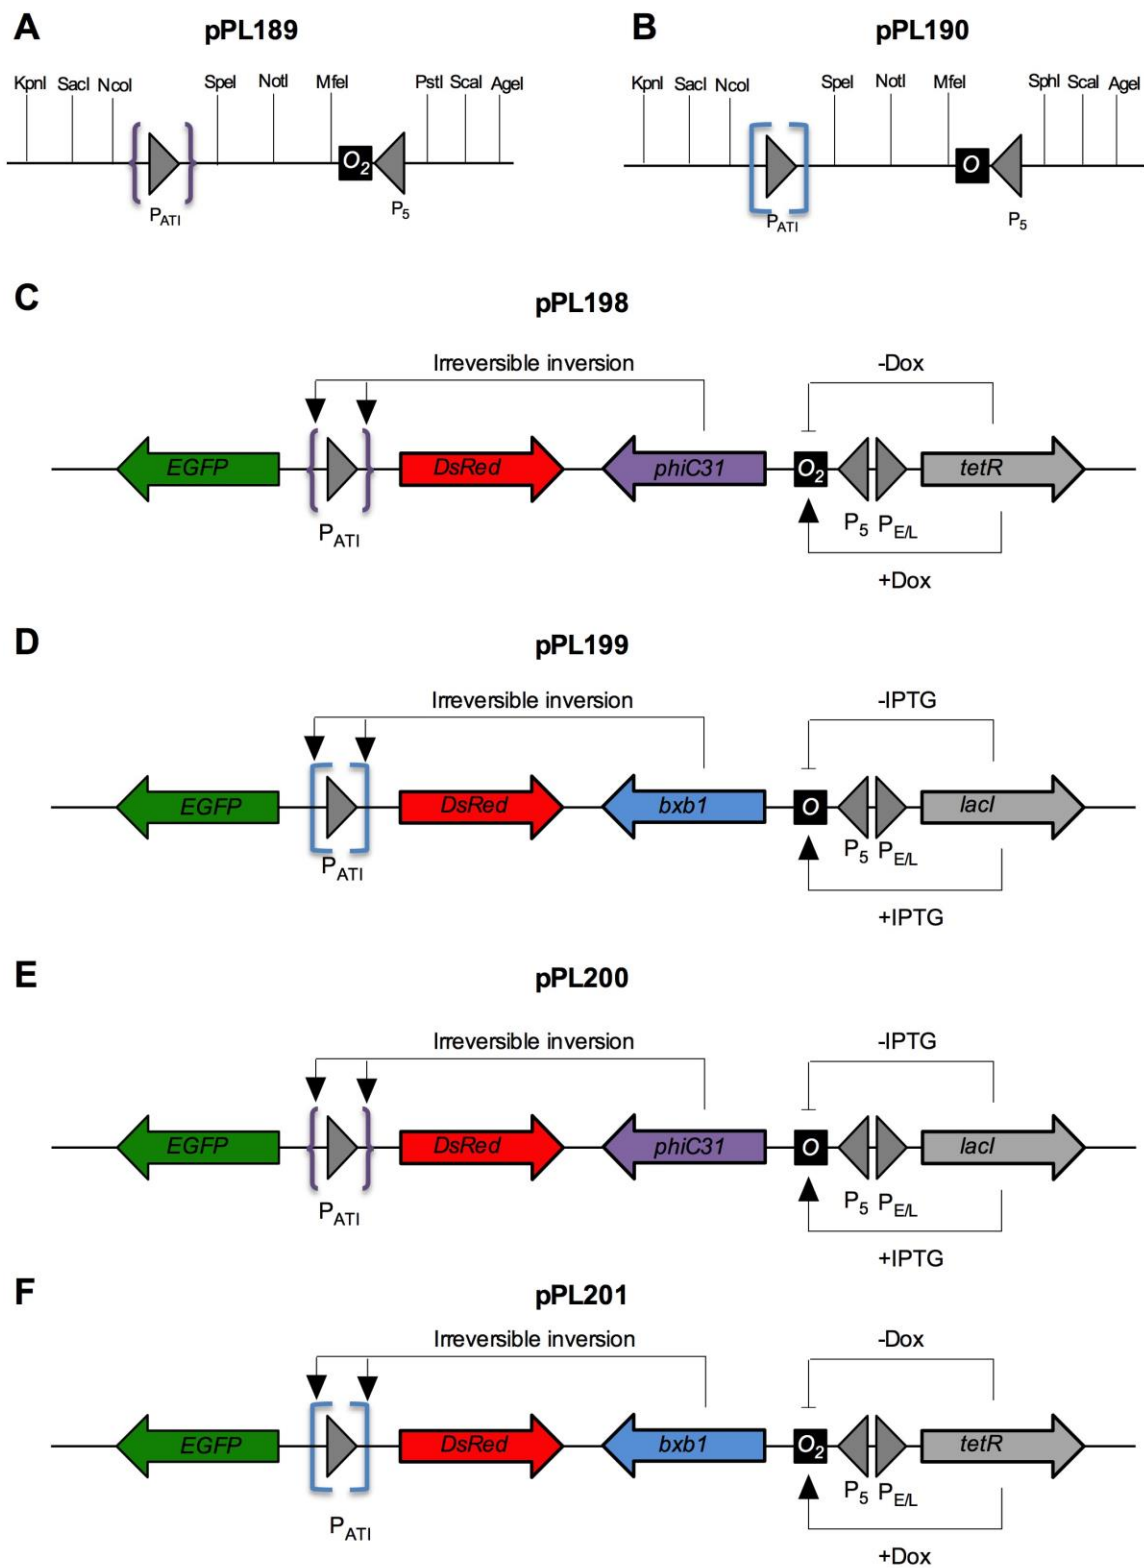 A pPL189 B pPL190
KpnI SacI NcoI SpeI NotI MfeI PstI ScaI AgeI
KpnI SacI NcoI SpeI NotI MfeI SphI ScaI AgeI
O2 O
PATI P5 PATI P5
C pPL198
Irreversible inversion -Dox
EGFP DsRed phiC31 O2 tetR
PATI P5 PE/L
+Dox
D pPL199
Irreversible inversion -IPTG
EGFP DsRed bxb1 O lacI
PATI P5 PE/L
+IPTG
E pPL200
Irreversible inversion -IPTG
EGFP DsRed phiC31 O lacI
PATI P5 PE/L
+IPTG
F pPL201
Irreversible inversion -Dox
EGFP DsRed bxb1 O2 tetR
PATI P5 PE/L
+Dox